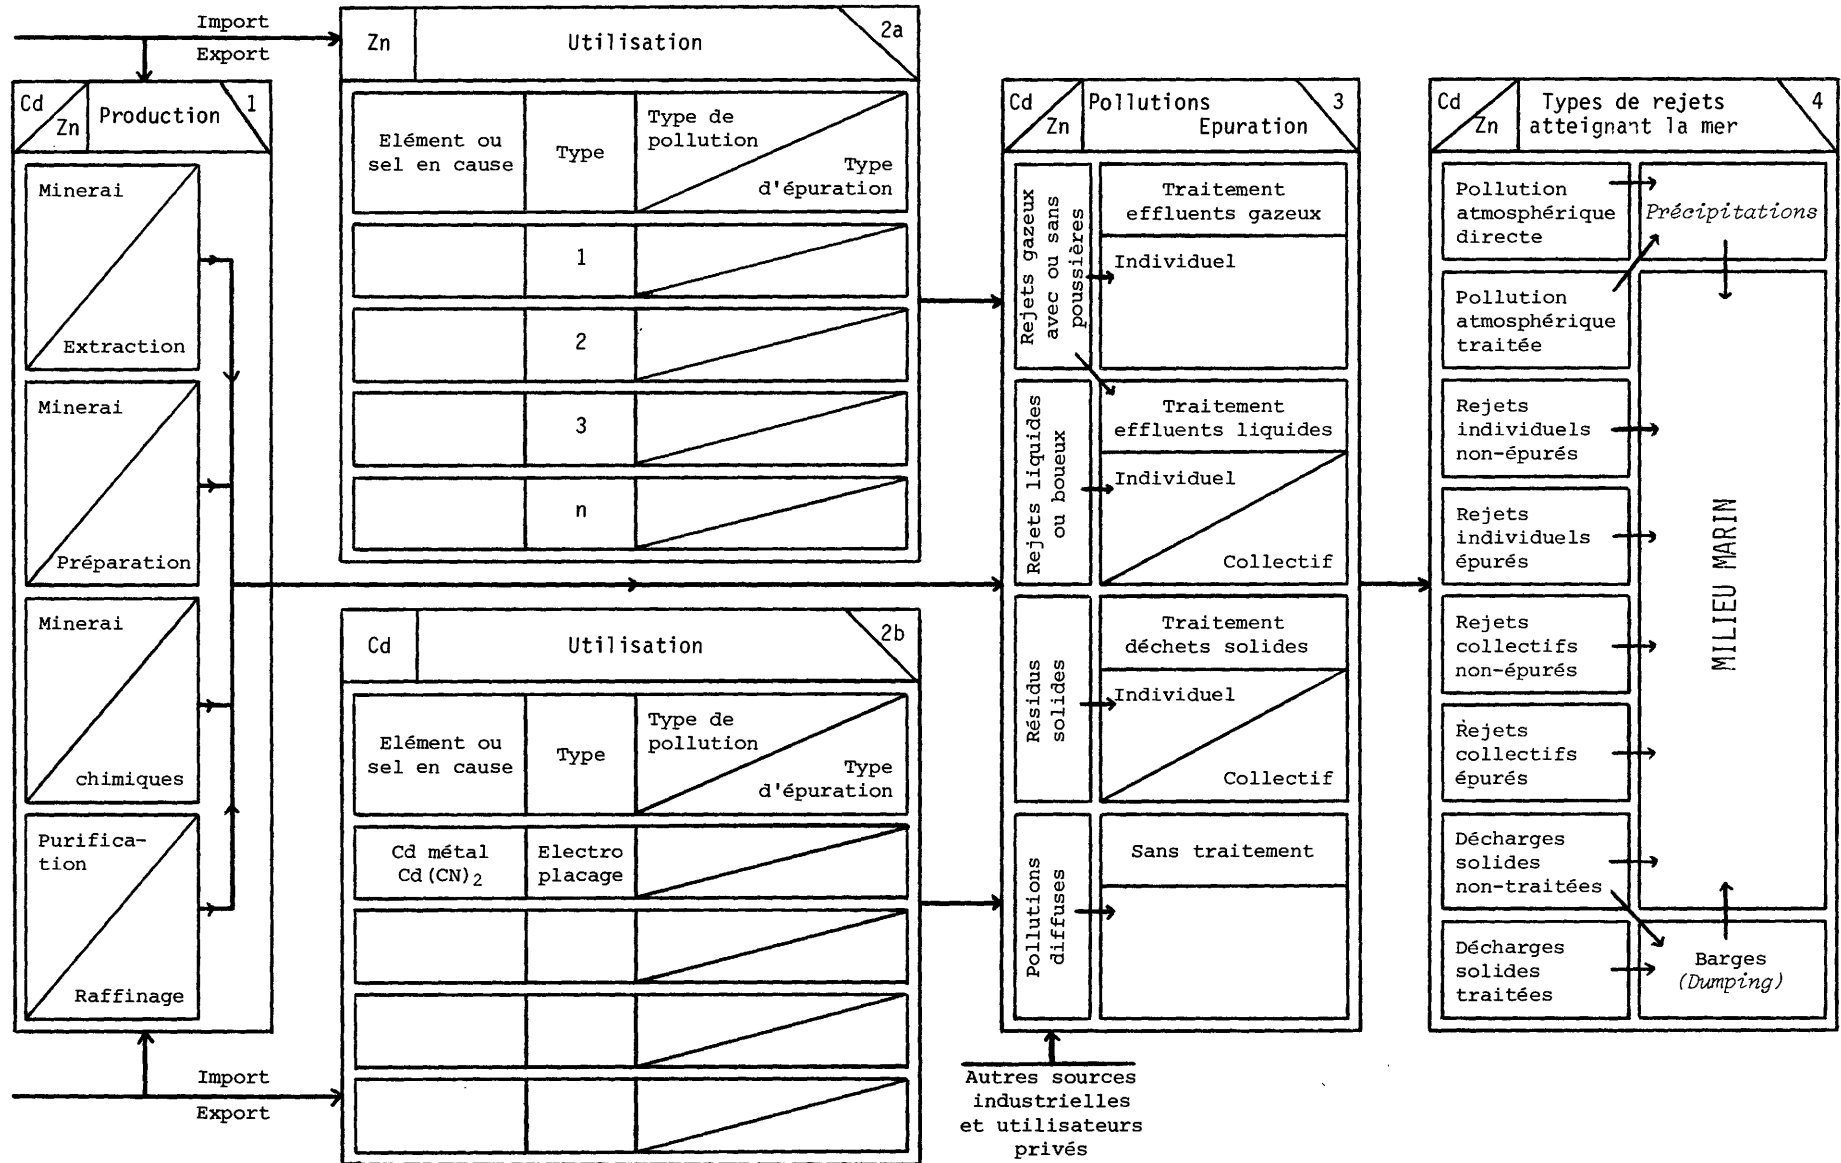 Import
Export
Cd
Zn
Production
1
Minerai
Extraction
Minerai
Préparation
Minerai
chimiques
Purifica-
tion
Raffinage
Import
Export
Zn
Utilisation
2a
Elément ou
sel en cause
Type
Type de
pollution
Type
d'épuration
1
2
3
n
Cd
Utilisation
2b
Elément ou
sel en cause
Type
Type de
pollution
Type
d'épuration
Cd métal
Cd(CN)₂
Electro
placage
Cd
Zn
Pollutions
Epuration
3
Rejets gazeux
avec ou sans
poussières
Traitement
effluents gazeux
Individuel
Rejets liquides
ou boueux
Traitement
effluents liquides
Individuel
Collectif
Résidus
solides
Traitement
déchets solides
Individuel
Collectif
Pollutions
diffuses
Sans traitement
Autres sources
industrielles
et utilisateurs
privés
Cd
Zn
Types de rejets
atteignant la mer
4
Pollution
atmosphérique
directe
Précipitations
Pollution
atmosphérique
traitée
Rejets
individuels
non-épurés
Rejets
individuels
épurés
Rejets
collectifs
non-épurés
Rejets
collectifs
épurés
Décharges
solides
non-traitées
Décharges
solides
traitées
MILIEU MARIN
Barges
(Dumping)